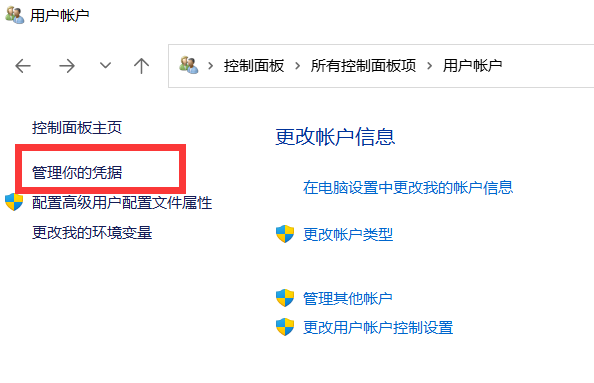 用户帐户
控制面板 > 所有控制面板项 > 用户帐户
控制面板主页
管理你的凭据
配置高级用户配置文件属性
更改我的环境变量
更改帐户信息
在电脑设置中更改我的帐户信息
更改帐户类型
管理其他帐户
更改用户帐户控制设置